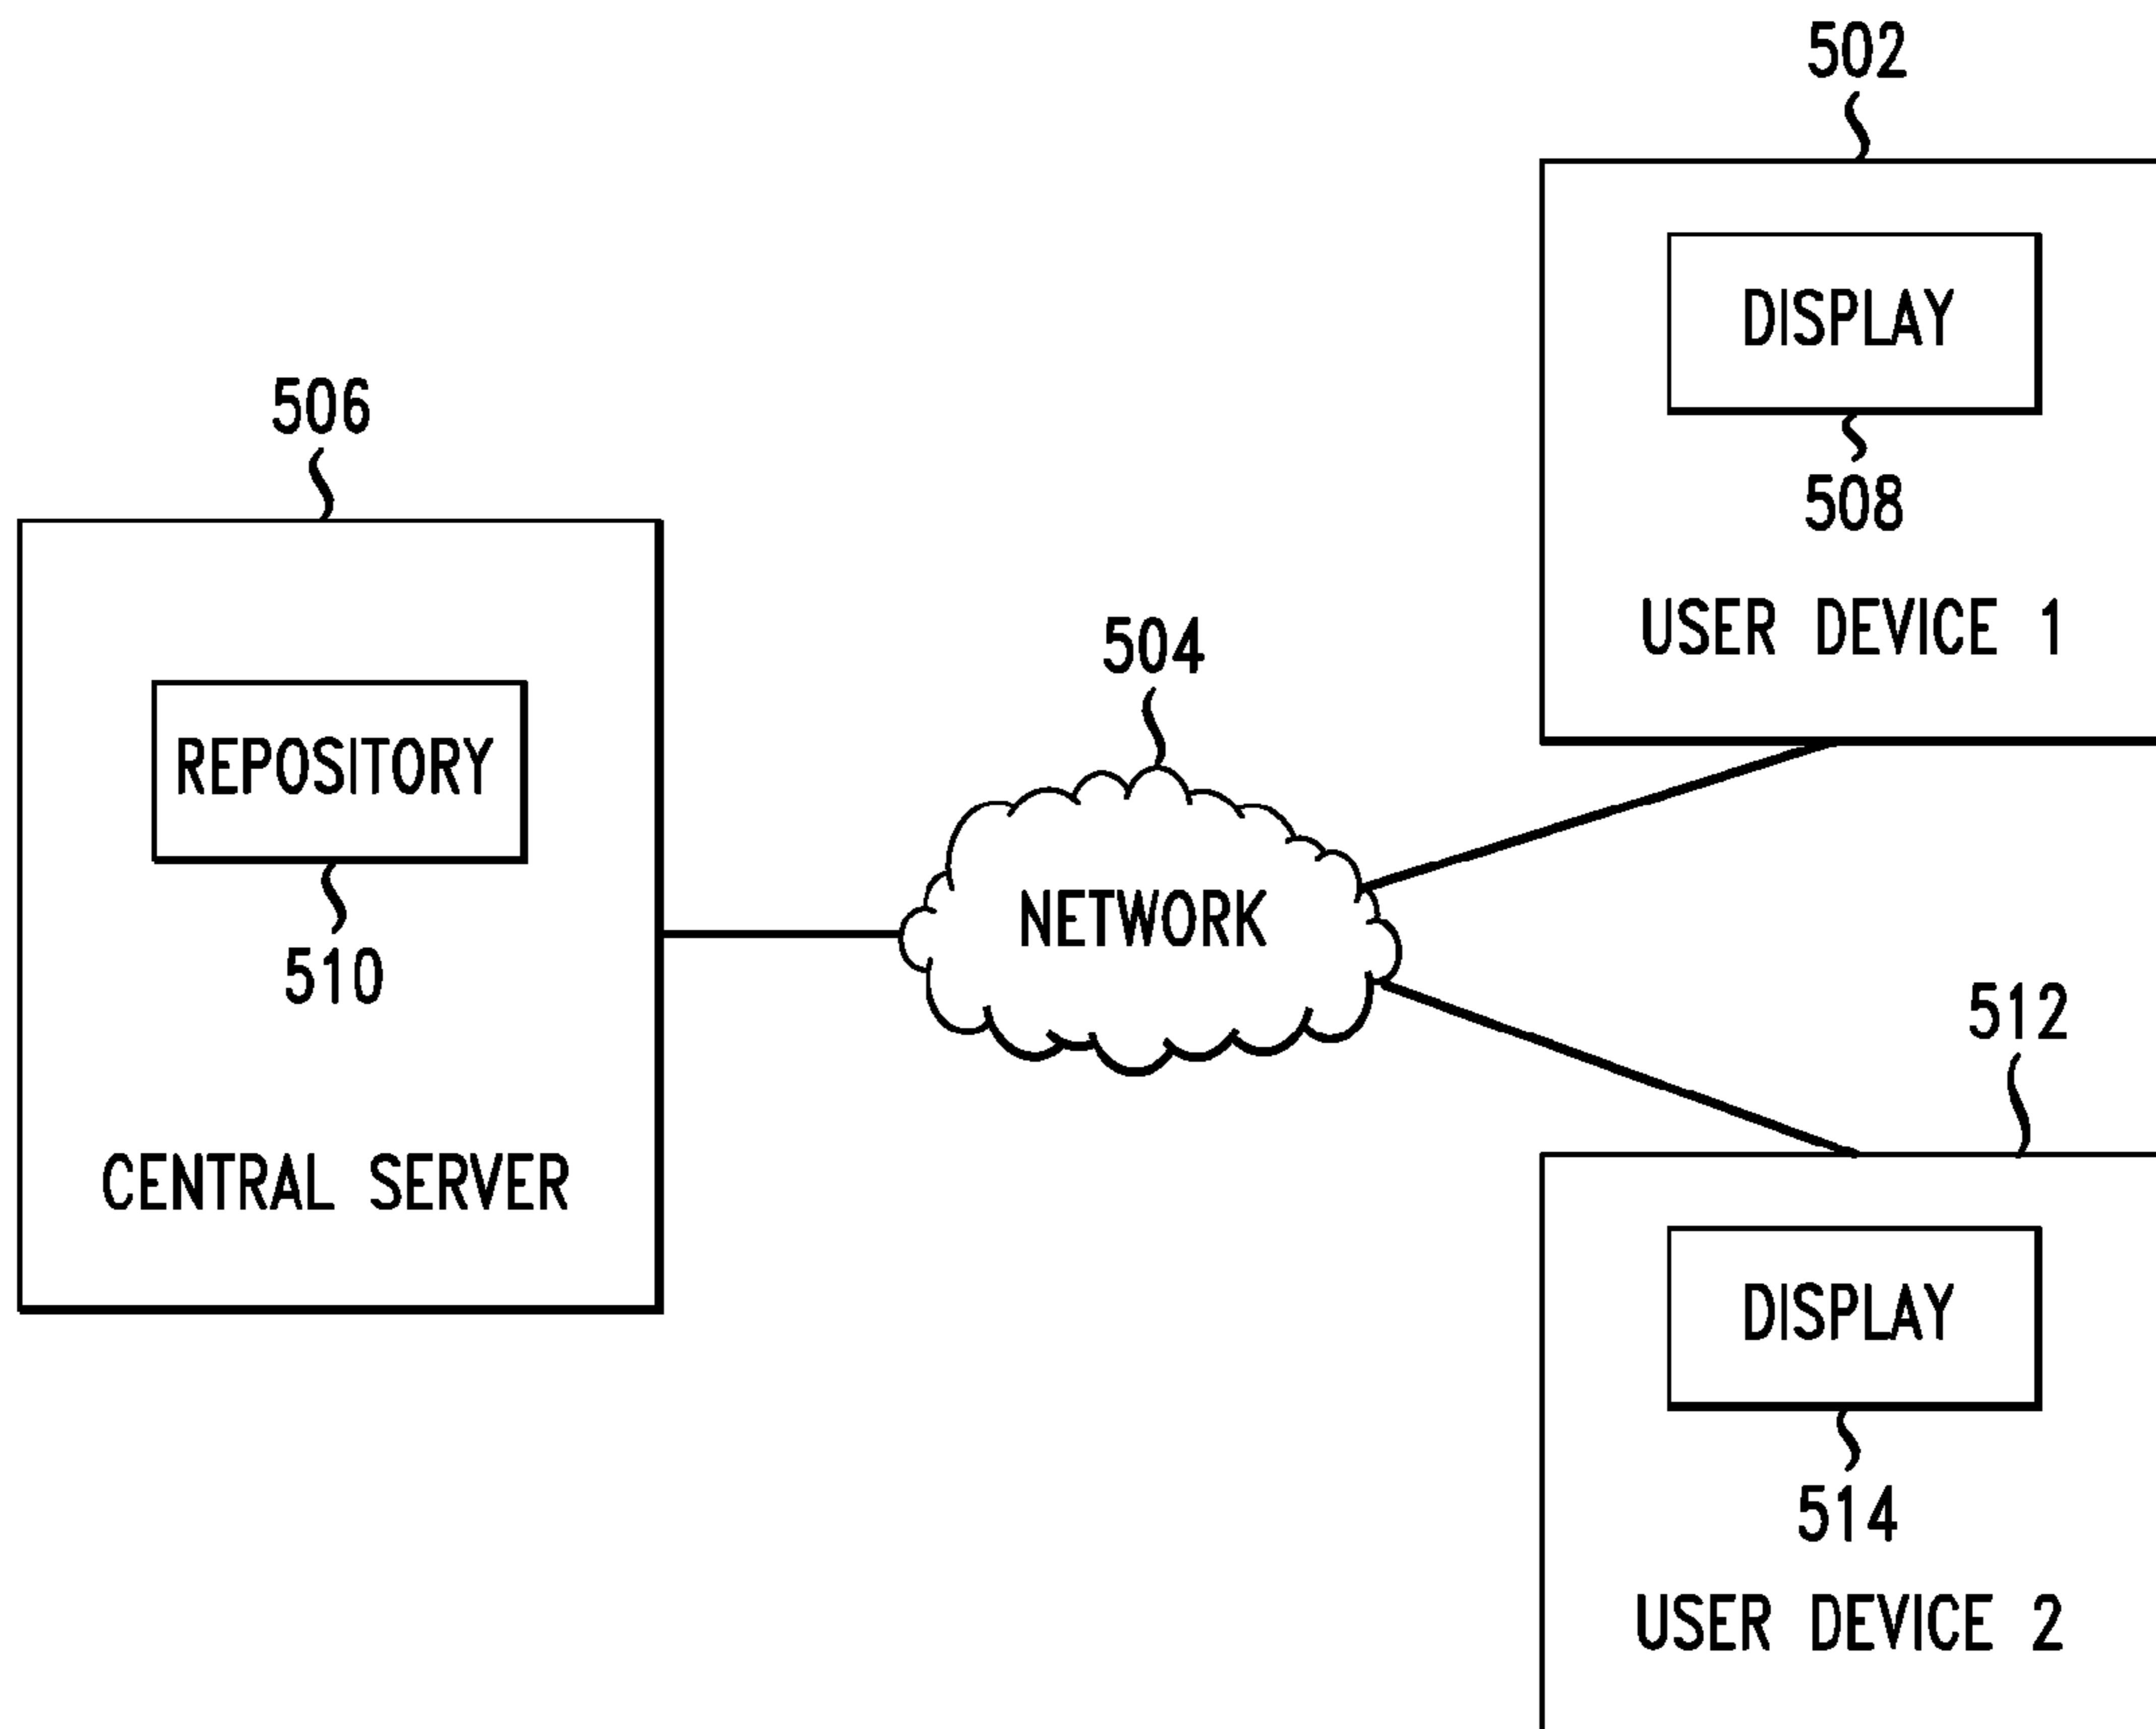 502
DISPLAY
508
USER DEVICE 1
506
REPOSITORY
510
CENTRAL SERVER
504
NETWORK
512
DISPLAY
514
USER DEVICE 2